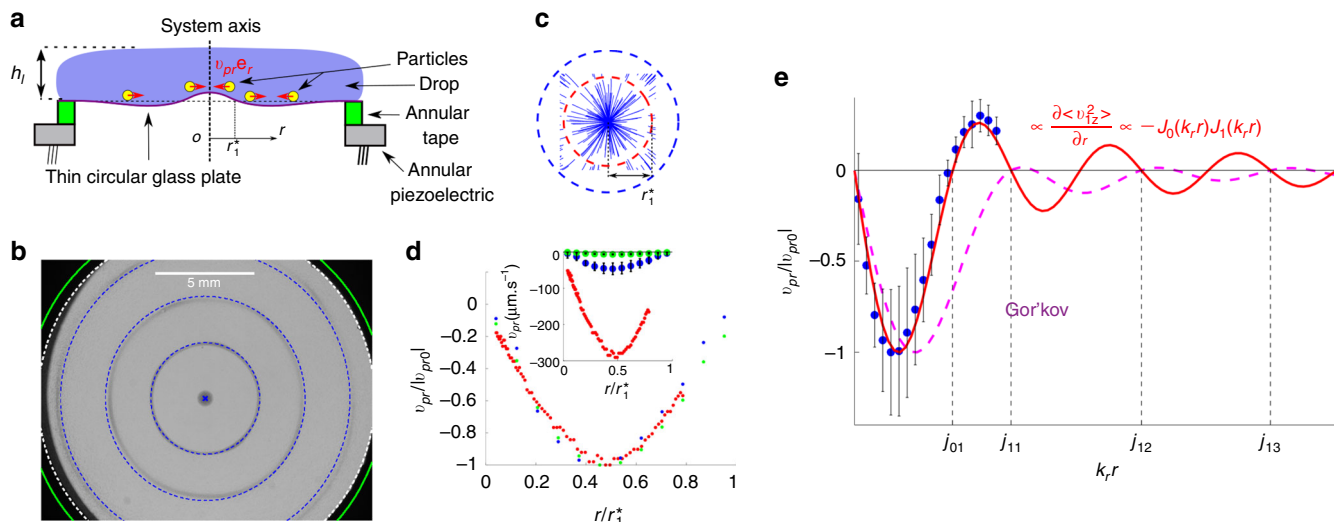 a
System axis
h_l
υ_pr e_r
Particles
Drop
Annular
tape
o
r
r_1^*
Thin circular glass plate
Annular
piezoelectric
b
5 mm
c
r_1^*
d
υ_pr/|υ_pr0|
0
-0.2
-0.4
-0.6
-0.8
-1
0 0.2 0.4 0.6 0.8 1
r/r_1^*
υ_pr(μm.s⁻¹)
0
-100
-200
-300
0 0.5 1
r/r_1^*
e
∝ ∂<υ_1z^2>/∂r ∝ −J_0(k_r r)J_1(k_r r)
υ_pr/|υ_pr0|
0
-0.5
-1
Gor'kov
j_01 j_11 j_12 j_13
k_r r